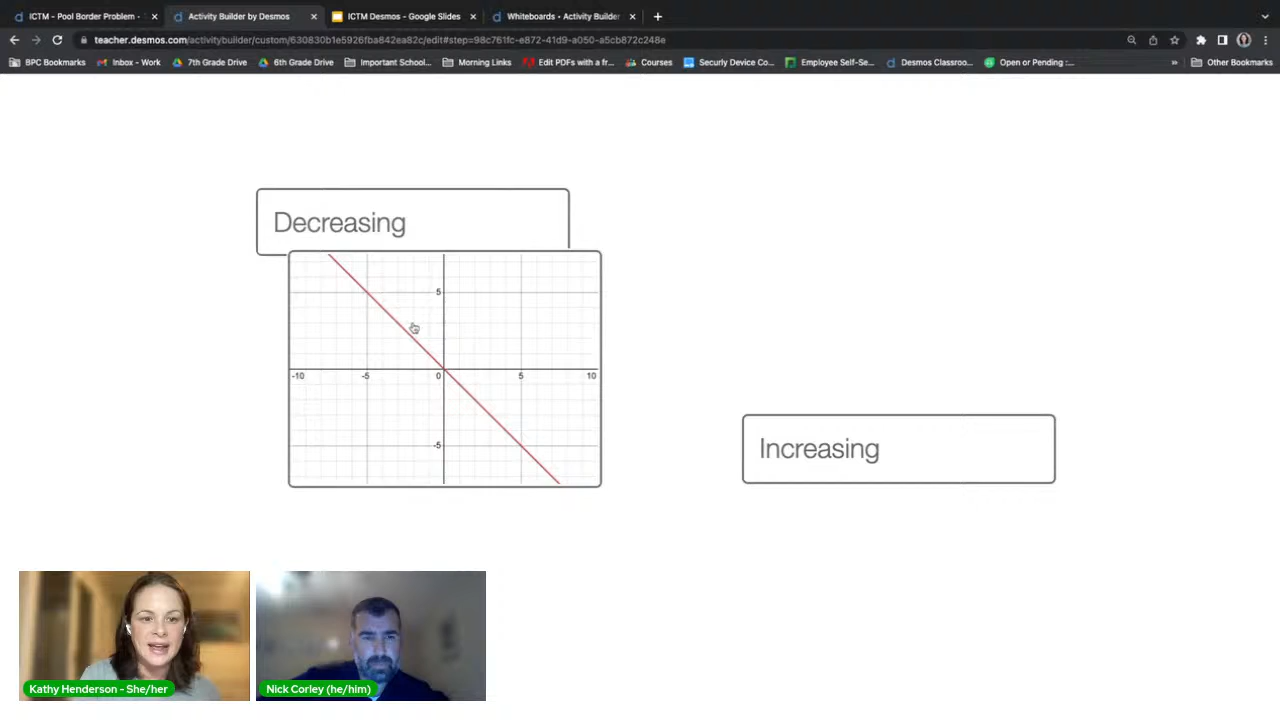 ICTM - Pool Border Problem -
Activity Builder by Desmos
ICTM Desmos - Google Slides
Whiteboards • Activity Builder
teacher.desmos.com/activitybuilder/custom/630830b1e5926fba842ea82c/edit#step=98c761fc-e872-41d9-a050-a5cb872c248e
BPC Bookmarks
Inbox - Work
7th Grade Drive
6th Grade Drive
Important School...
Morning Links
Edit PDFs with a fr...
Courses
Securly Device Co...
Employee Self-Se...
Desmos Classroo...
Open or Pending :...
»
Other Bookmarks
Decreasing
5
-10 -5 0 5 10
-5
Increasing
Kathy Henderson - She/her
Nick Corley (he/him)